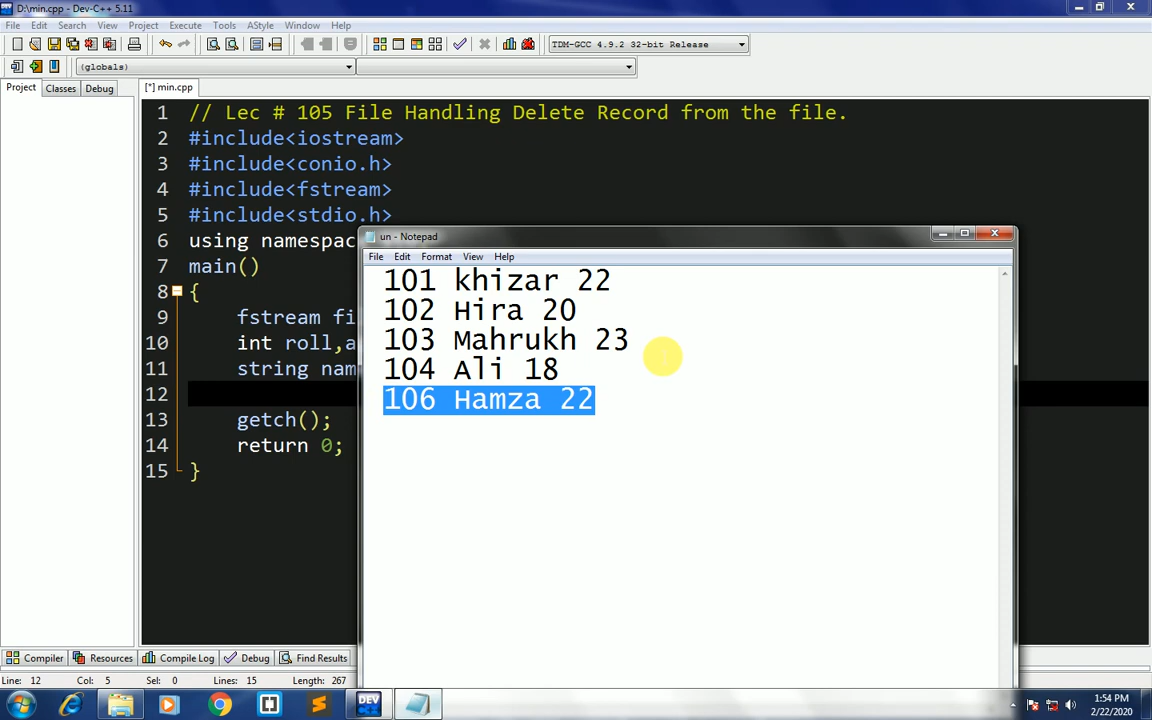 D:\min.cpp - Dev-C++ 5.11
File Edit Search View Project Execute Tools AStyle Window Help
TDM-GCC 4.9.2 32-bit Release
(globals)
Project Classes Debug
[*] min.cpp
1 // Lec # 105 File Handling Delete Record from the file.
2 #include<iostream>
3 #include<conio.h>
4 #include<fstream>
5 #include<stdio.h>
6 using namespac
7 main()
8 {
9 fstream fi
10 int roll,a
11 string nam
12
13 getch();
14 return 0;
15 }
un - Notepad
File Edit Format View Help
101 khizar 22
102 Hira 20
103 Mahrukh 23
104 Ali 18
106 Hamza 22
Compiler Resources Compile Log Debug Find Results
Line: 12 Col: 5 Sel: 0 Lines: 15 Length: 267
DEV
1:54 PM
2/22/2020